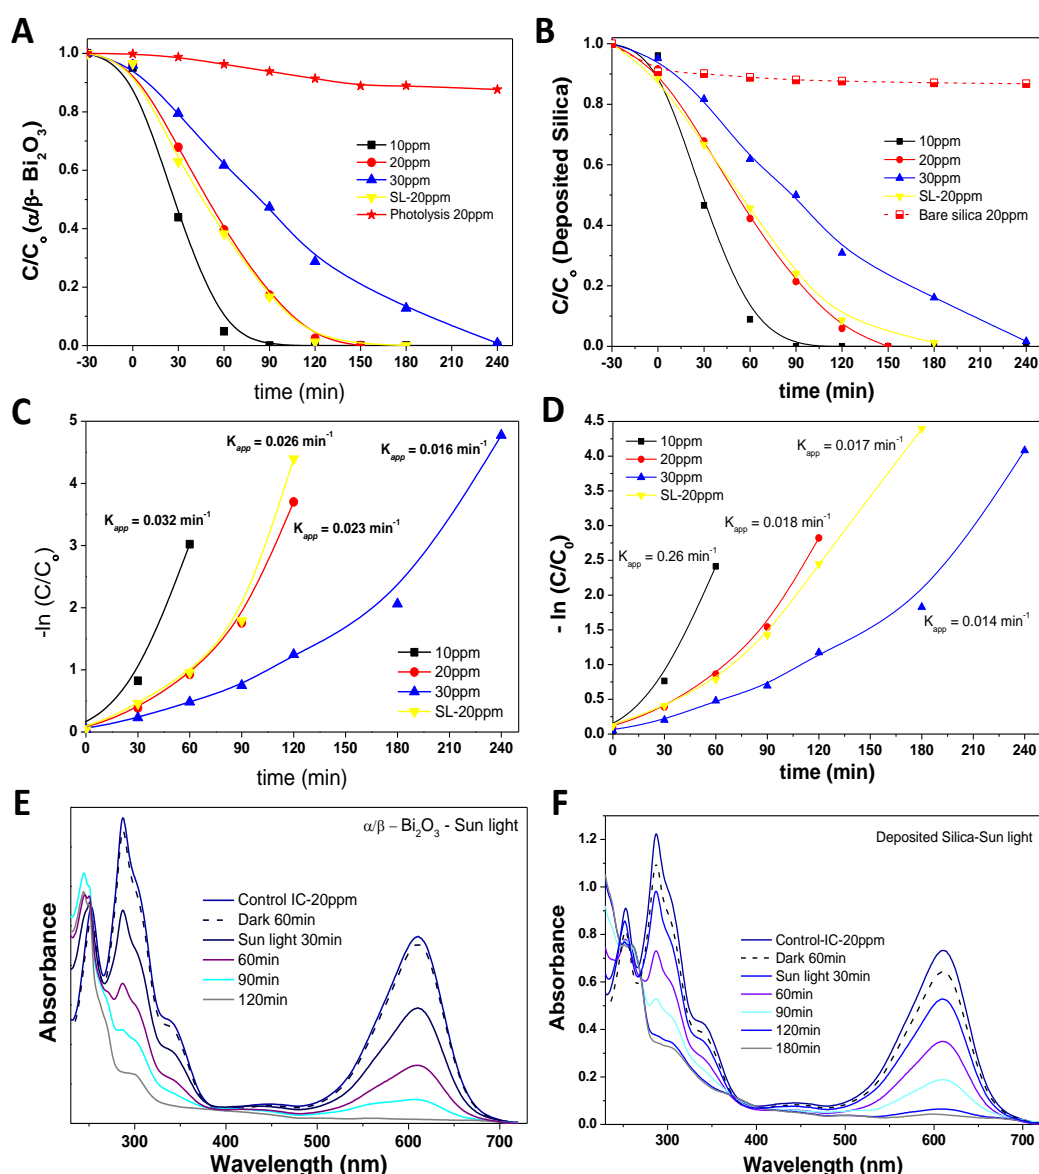 A
C/C₀ (α/β- Bi₂O₃)
1.0
0.8
0.6
0.4
0.2
0.0
10ppm
20ppm
30ppm
SL-20ppm
Photolysis 20ppm
-30 0 30 60 90 120 150 180 210 240
time (min)
B
C/C₀ (Deposited Silica)
1.0
0.8
0.6
0.4
0.2
0.0
10ppm
20ppm
30ppm
SL-20ppm
Bare silica 20ppm
-30 0 30 60 90 120 150 180 210 240
time (min)
C
-ln (C/C₀)
5
4
3
2
1
0
Kapp = 0.026 min⁻¹
Kapp = 0.016 min⁻¹
Kapp = 0.032 min⁻¹
Kapp = 0.023 min⁻¹
10ppm
20ppm
30ppm
SL-20ppm
0 30 60 90 120 150 180 210 240
time (min)
D
- ln (C/C₀)
4.5
4.0
3.5
3.0
2.5
2.0
1.5
1.0
0.5
0.0
10ppm
20ppm
30ppm
SL-20ppm
Kapp = 0.017 min⁻¹
Kapp = 0.018 min⁻¹
Kapp = 0.26 min⁻¹
Kapp = 0.014 min⁻¹
0 30 60 90 120 150 180 210 240
time (min)
E
Absorbance
α/β – Bi₂O₃ - Sun light
Control IC-20ppm
Dark 60min
Sun light 30min
60min
90min
120min
300 400 500 600 700
Wavelength (nm)
F
Absorbance
1.2
1.0
0.8
0.6
0.4
0.2
0.0
Deposited Silica-Sun light
Control-IC-20ppm
Dark 60min
Sun light 30min
60min
90min
120min
180min
300 400 500 600 700
Wavelength (nm)